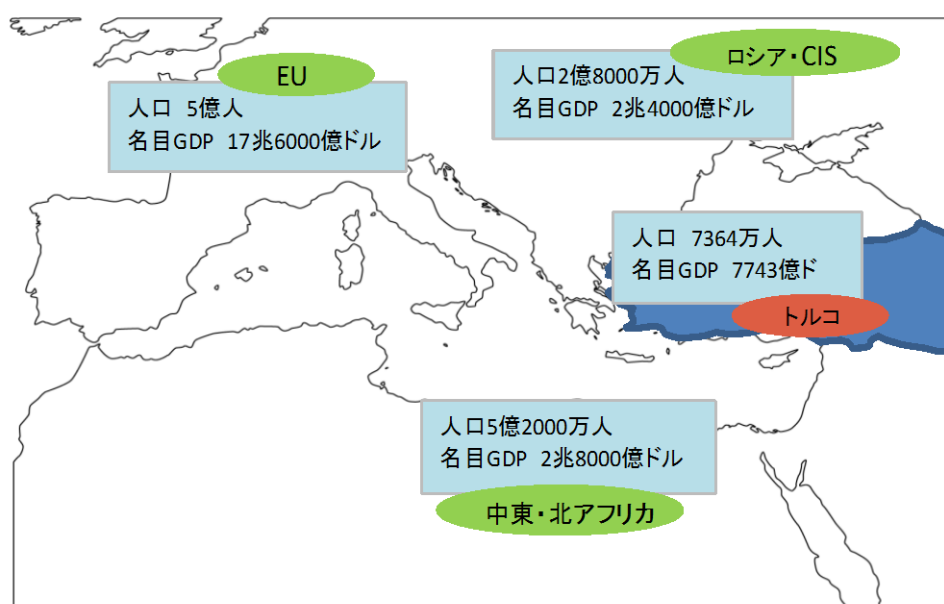 EU
人口 5億人
名目GDP 17兆6000億ドル
ロシア・CIS
人口2億8000万人
名目GDP 2兆4000億ドル
人口 7364万人
名目GDP 7743億ド
トルコ
人口5億2000万人
名目GDP 2兆8000億ドル
中東・北アフリカ